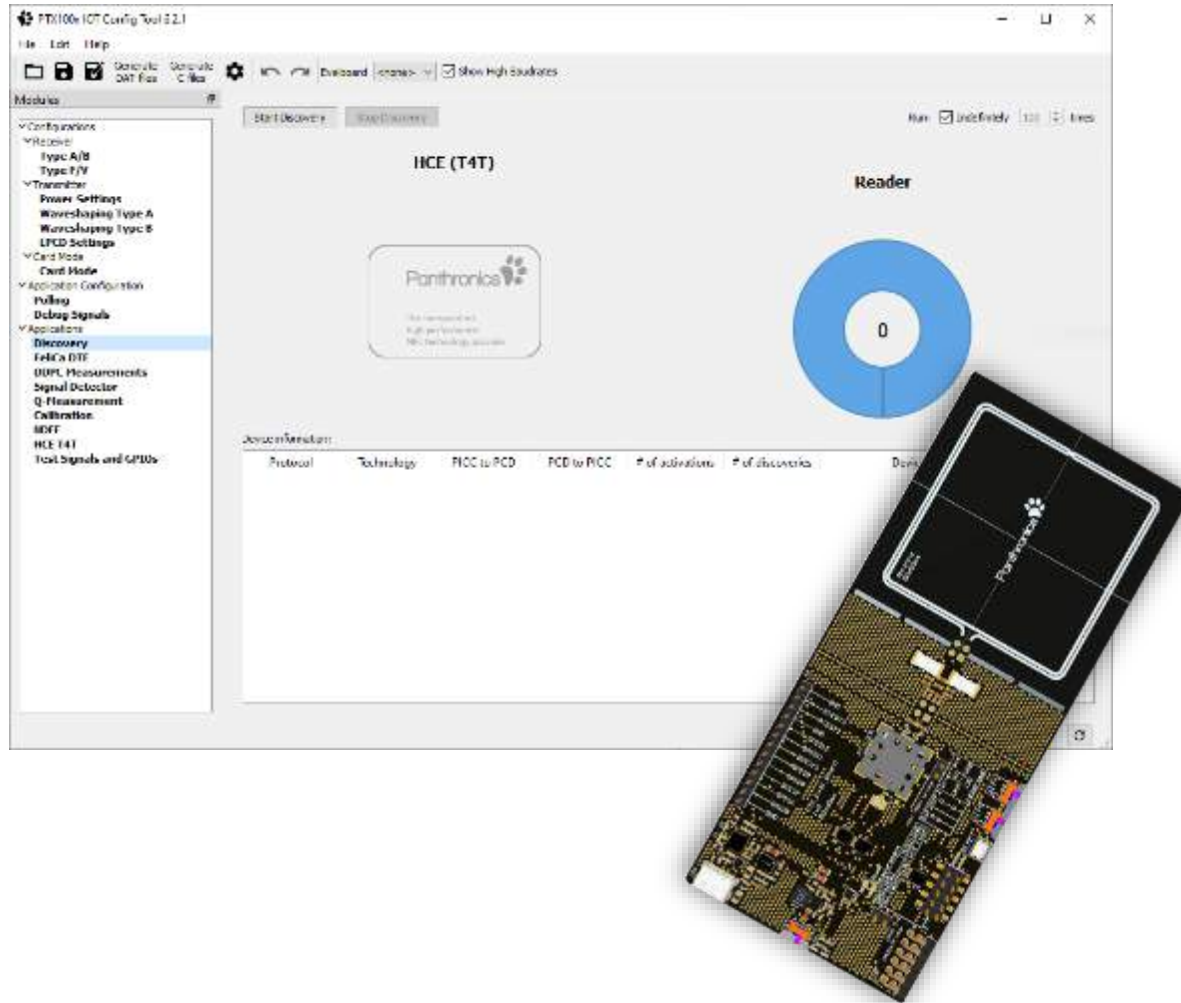 PTX100x IOT Config Tool 6.2.1
File Edit Help
Generate DAT files Generate C files Evalboard <none> Show High Baudrates
Modules
Configurations
Receiver
Type A/B
Type F/V
Transmitter
Power Settings
Waveshaping Type A
Waveshaping Type B
LPCD Settings
Card Mode
Card Mode
Application Configuration
Polling
Debug Signals
Applications
Discovery
FeliCa DTE
DDPC Measurements
Signal Detector
Q-Measurement
Calibration
NDEF
HCE T4T
Test Signals and GPIOs
Start Discovery Stop Discovery Run Indefinitely times
HCE (T4T)
Reader
Panthronics
0
Device information:
Protocol Technology PICC to PCD PCD to PICC # of activations # of discoveries
Panthronics